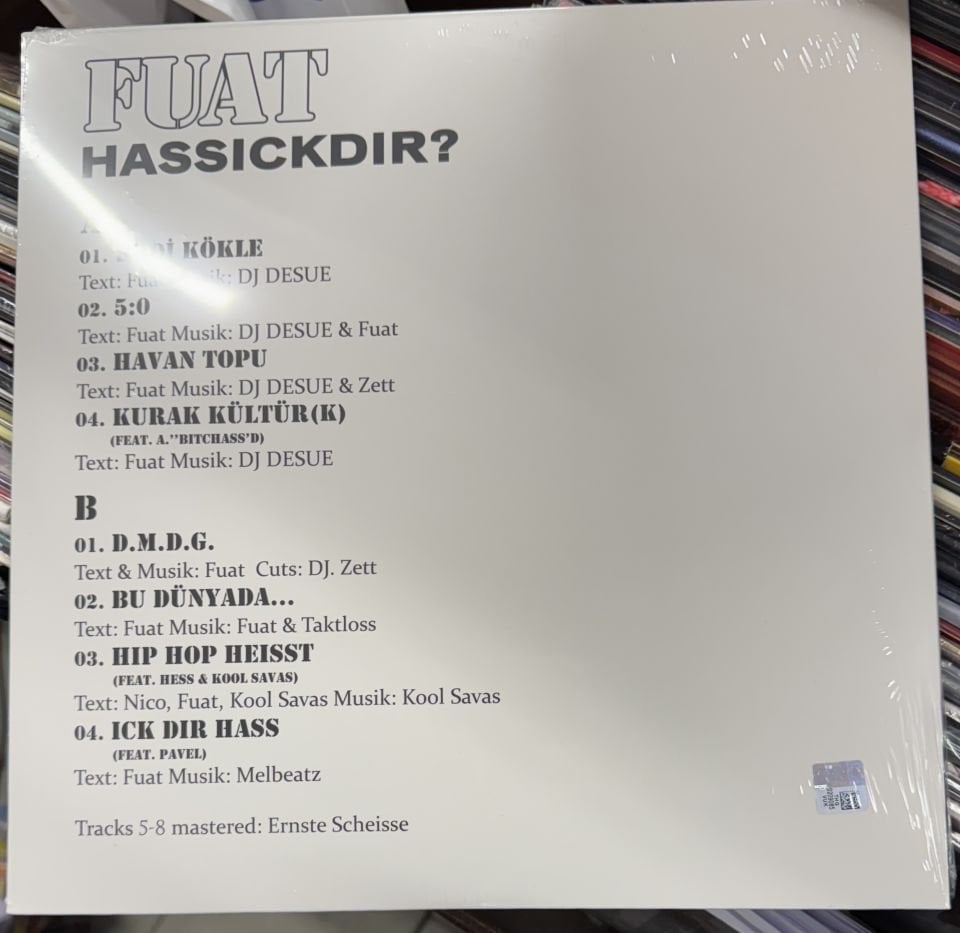 FUAT
HASSICKDIR?
01. KÖKLE
Text: Musik: DJ DESUE
02. 5:0
Text: Fuat Musik: DJ DESUE & Fuat
03. HAVAN TOPU
Text: Fuat Musik: DJ DESUE & Zett
04. KURAK KÜLTÜR(K)
(FEAT. A."BITCHASS'D)
Text: Fuat Musik: DJ DESUE
B
01. D.M.D.G.
Text & Musik: Fuat Cuts: DJ. Zett
02. BU DÜNYADA...
Text: Fuat Musik: Fuat & Taktloss
03. HIP HOP HEISST
(FEAT. HESS & KOOL SAVAS)
Text: Nico, Fuat, Kool Savas Musik: Kool Savas
04. ICK DIR HASS
(FEAT. PAVEL)
Text: Fuat Musik: Melbeatz
Tracks 5-8 mastered: Ernste Scheisse